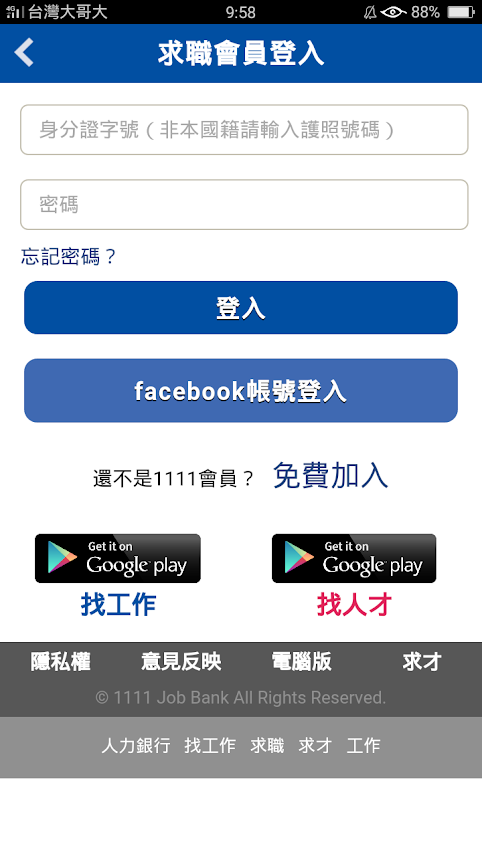 4G 台灣大哥大 9:58 88%
求職會員登入
身分證字號（非本國籍請輸入護照號碼）
密碼
忘記密碼？
登入
facebook帳號登入
還不是1111會員？ 免費加入
Get it on Get it on
Google play Google play
找工作 找人才
隱私權 意見反映 電腦版 求才
© 1111 Job Bank All Rights Reserved.
人力銀行 找工作 求職 求才 工作